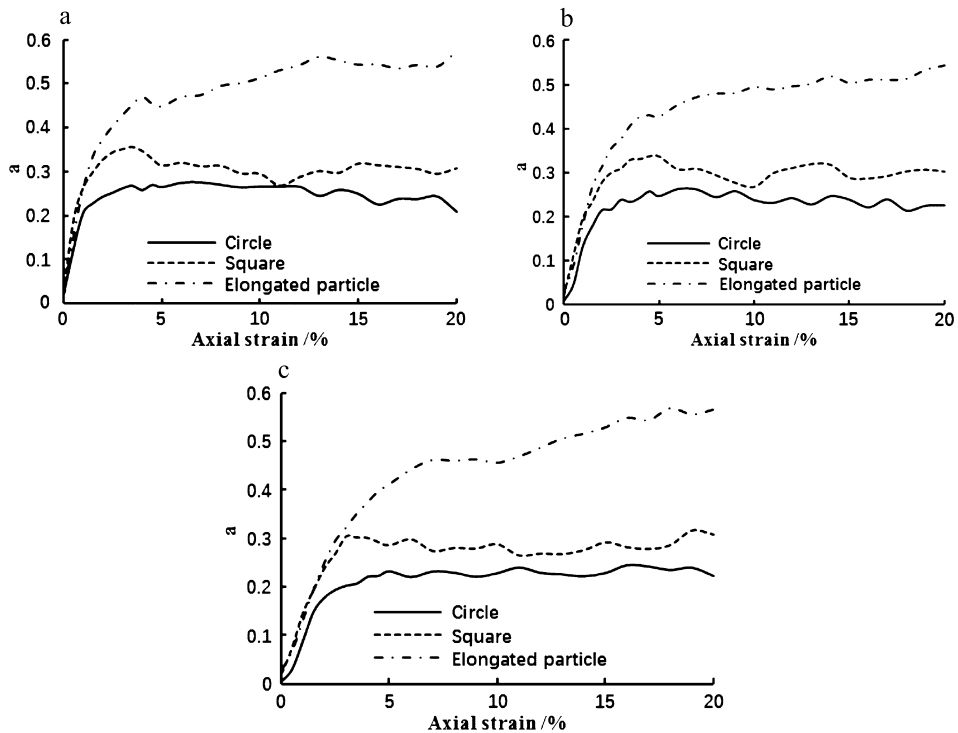 a
0.6
0.5
0.4
0.3
0.2
0.1
0
a
Circle
Square
Elongated particle
0 5 10 15 20
Axial strain /%
b
0.6
0.5
0.4
0.3
0.2
0.1
0
a
Circle
Square
Elongated particle
0 5 10 15 20
Axial strain /%
c
0.6
0.5
0.4
0.3
0.2
0.1
0
a
Circle
Square
Elongated particle
0 5 10 15 20
Axial strain /%